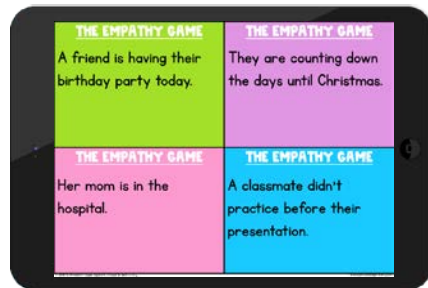 THE EMPATHY GAME
A friend is having their
birthday party today.
THE EMPATHY GAME
They are counting down
the days until Christmas.
THE EMPATHY GAME
Her mom is in the
hospital.
THE EMPATHY GAME
A classmate didn't
practice before their
presentation.